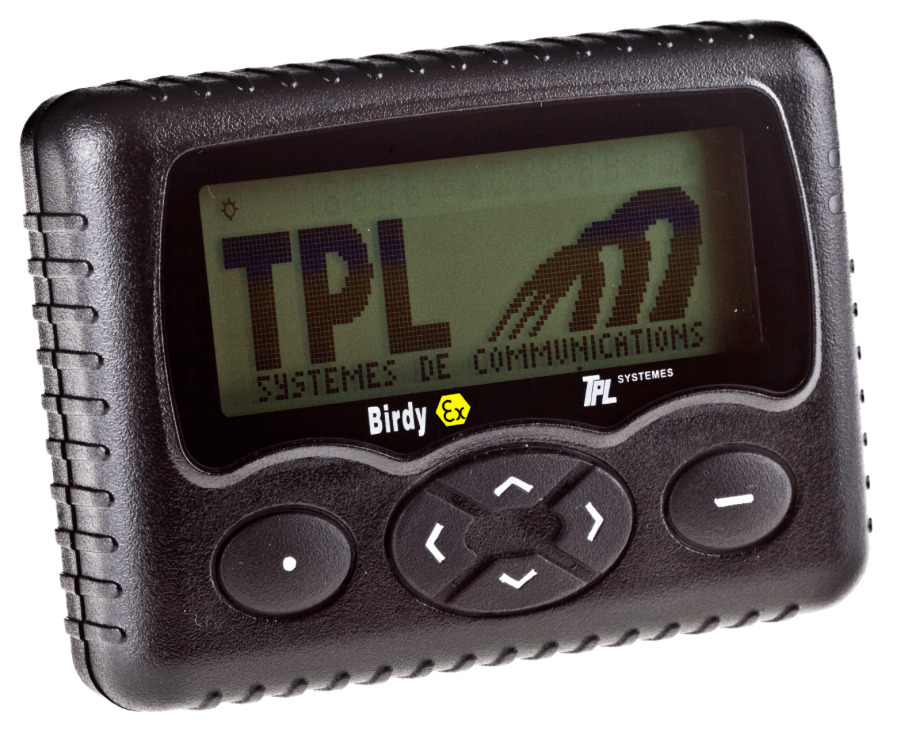 TPL
SYSTEMES DE COMMUNICATIONS
Birdy Ex
TPL SYSTEMES